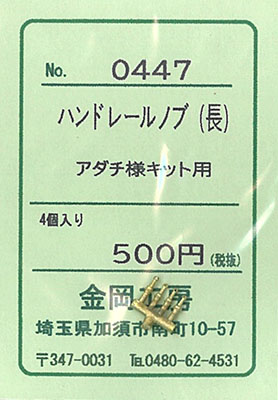 No. 0447
ハンドレールノブ(長)
アダチ様キット用
4個入り
500円(税抜)
金岡工房
埼玉県加須市南町10-57
〒347-0031 TEL0480-62-4531